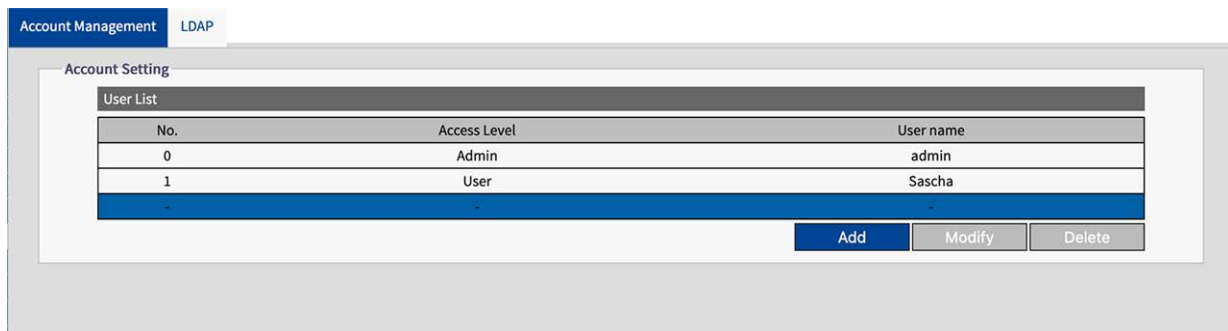 Account Management LDAP
Account Setting
User List
No. Access Level User name
0 Admin admin
1 User Sascha
- - -
Add Modify Delete